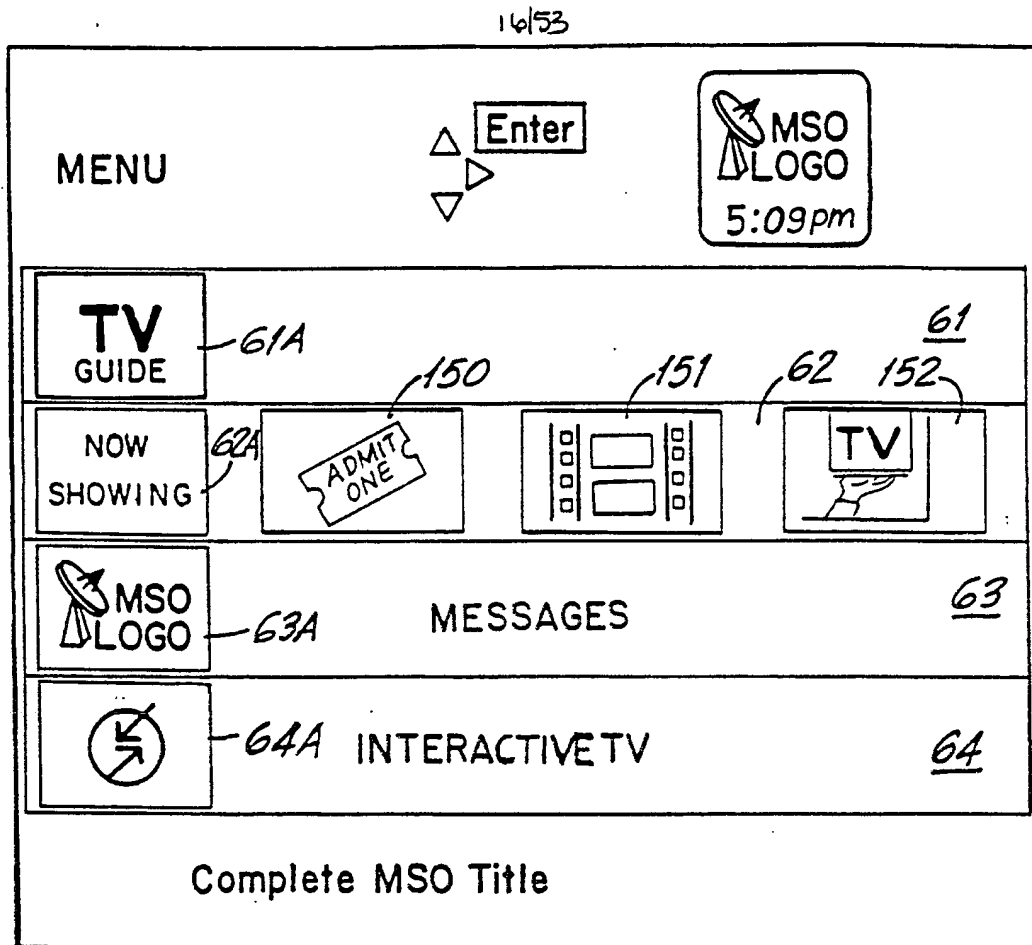 16/53
Enter
MENU
MSO
LOGO
5:09pm
TV
GUIDE
61A
61
150
151
62
152
NOW
SHOWING
62A
ADMIT
ONE
TV
MSO
LOGO
63A
MESSAGES
63
64A
INTERACTIVE TV
64
Complete MSO Title